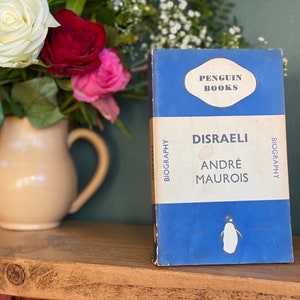 PENGUIN
BOOKS
BIOGRAPHY
DISRAELI
ANDRÉ
MAUROIS
BIOGRAPHY